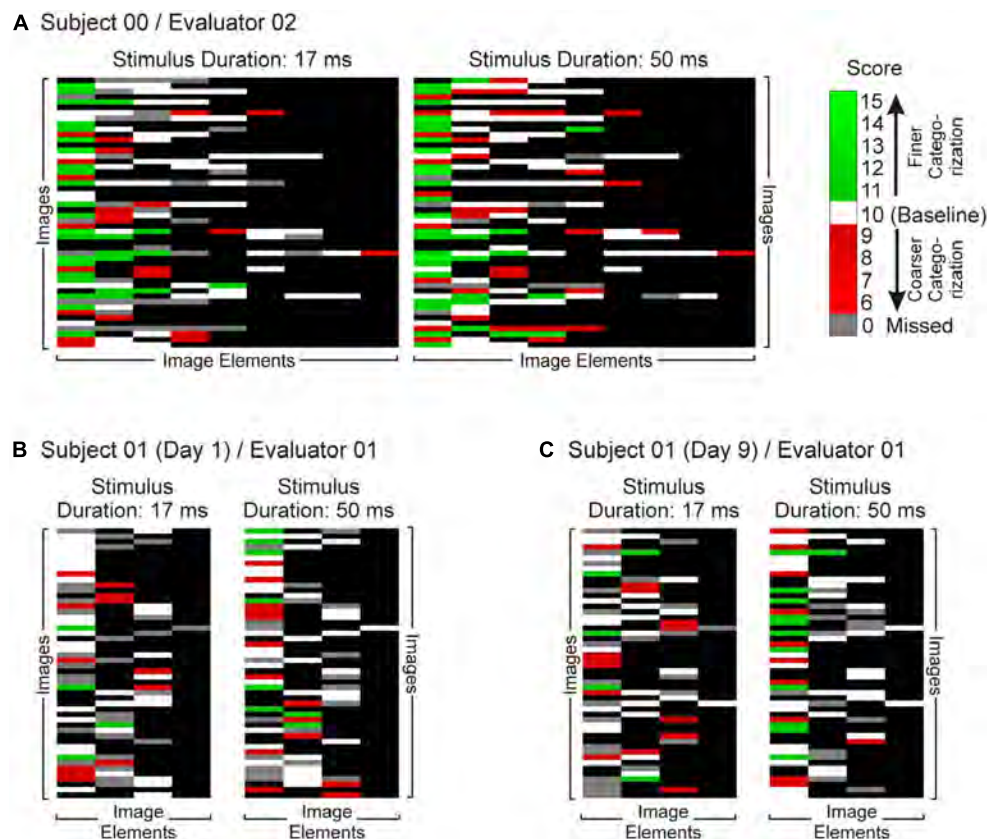 A Subject 00 / Evaluator 02
Stimulus Duration: 17 ms
Stimulus Duration: 50 ms
Images
Images
Image Elements
Image Elements
Score
15
14
13
12
11
10 (Baseline)
9
8
7
6
0 Missed
Finer
Catego-
rization
Coarser
Catego-
rization
B Subject 01 (Day 1) / Evaluator 01
Stimulus
Duration: 17 ms
Stimulus
Duration: 50 ms
Images
Images
Image
Elements
Image
Elements
C Subject 01 (Day 9) / Evaluator 01
Stimulus
Duration: 17 ms
Stimulus
Duration: 50 ms
Images
Images
Image
Elements
Image
Elements